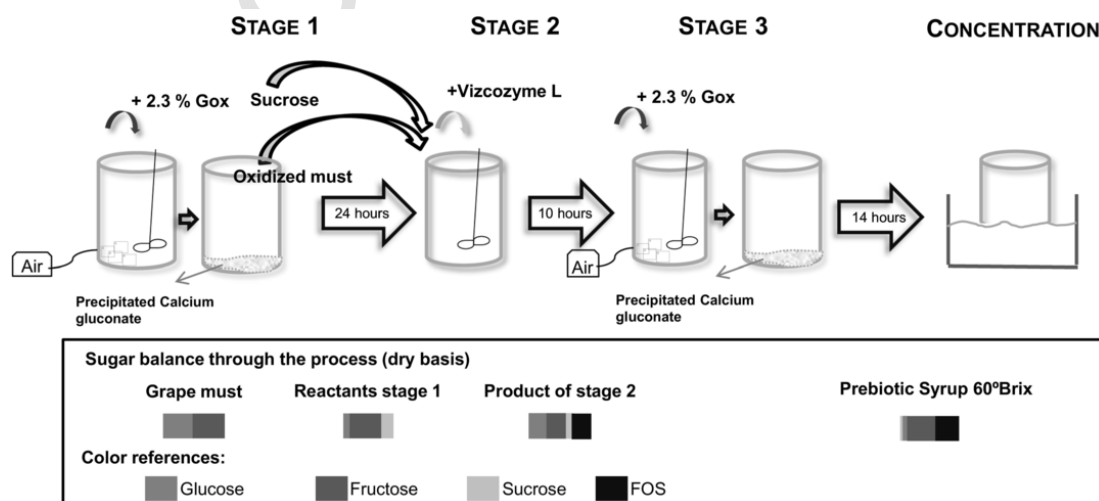 STAGE 1
STAGE 2
STAGE 3
CONCENTRATION
+ 2.3 % Gox
Sucrose
+Vizcozyme L
+ 2.3 % Gox
Oxidized must
24 hours
10 hours
14 hours
Air
Air
Precipitated Calcium
gluconate
Precipitated Calcium
gluconate
Sugar balance through the process (dry basis)
Grape must
Reactants stage 1
Product of stage 2
Prebiotic Syrup 60ºBrix
Color references:
Glucose
Fructose
Sucrose
FOS